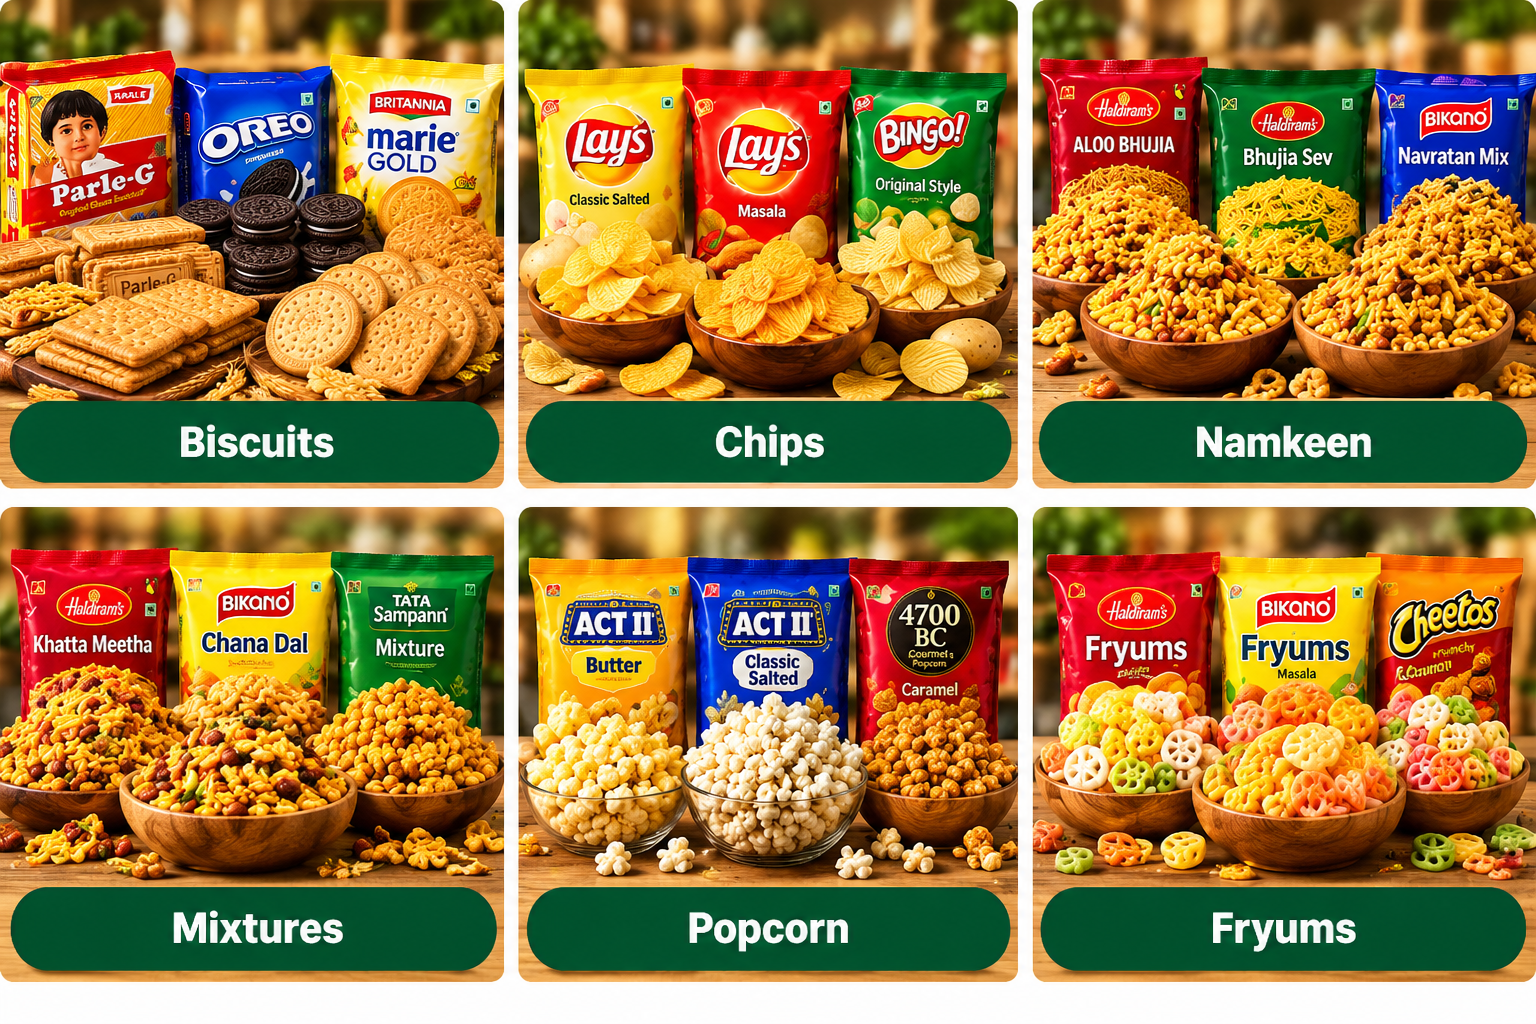 PARLE
Parle-G
Parle-G
OREO
BRITANNIA
marie
GOLD
Biscuits
Lay's
Classic Salted
Lay's
Masala
BINGO!
Original Style
Chips
Haldiram's
ALOO BHUJIA
Haldiram's
Bhujia Sev
BIKANO
Navratan Mix
Namkeen
Haldiram's
Khatta Meetha
BIKANO
Chana Dal
TATA
Sampann
Mixture
Mixtures
ACT II
Butter
ACT II
Classic
Salted
4700
BC
Gourmet
Popcorn
Caramel
Popcorn
Haldiram's
Fryums
BIKANO
Fryums
Masala
Cheetos
Fryums